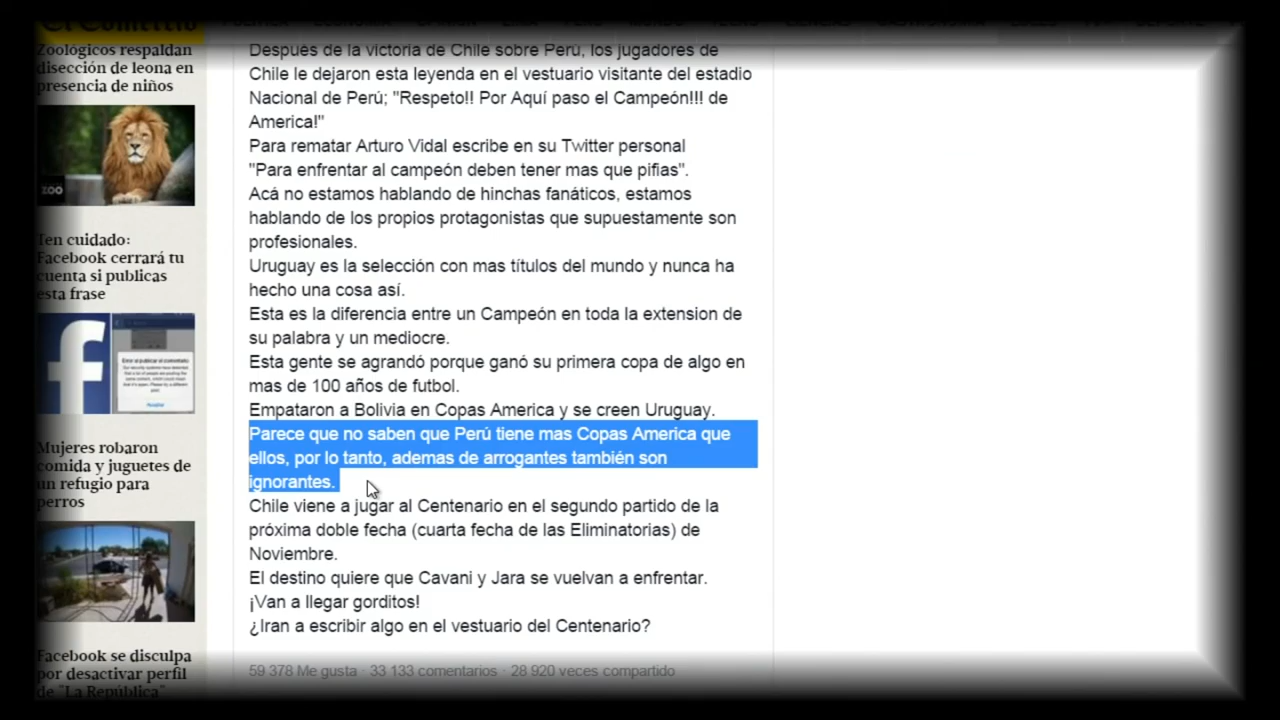 El Comercio
Zoológicos respaldan
disección de leona en
presencia de niños
ZOO
Ten cuidado:
Facebook cerrará tu
cuenta si publicas
esta frase
Mujeres robaron
comida y juguetes de
un refugio para
perros
Facebook se disculpa
por desactivar perfil
de "La República"
Después de la victoria de Chile sobre Perú, los jugadores de
Chile le dejaron esta leyenda en el vestuario visitante del estadio
Nacional de Perú; "Respeto!! Por Aquí paso el Campeón!!! de
America!"
Para rematar Arturo Vidal escribe en su Twitter personal
"Para enfrentar al campeón deben tener mas que pifias".
Acá no estamos hablando de hinchas fanáticos, estamos
hablando de los propios protagonistas que supuestamente son
profesionales.
Uruguay es la selección con mas títulos del mundo y nunca ha
hecho una cosa así.
Esta es la diferencia entre un Campeón en toda la extension de
su palabra y un mediocre.
Esta gente se agrandó porque ganó su primera copa de algo en
mas de 100 años de futbol.
Empataron a Bolivia en Copas America y se creen Uruguay.
Parece que no saben que Perú tiene mas Copas America que
ellos, por lo tanto, ademas de arrogantes también son
ignorantes.
Chile viene a jugar al Centenario en el segundo partido de la
próxima doble fecha (cuarta fecha de las Eliminatorias) de
Noviembre.
El destino quiere que Cavani y Jara se vuelvan a enfrentar.
¡Van a llegar gorditos!
¿Iran a escribir algo en el vestuario del Centenario?
59 378 Me gusta · 33 133 comentarios · 28 920 veces compartido